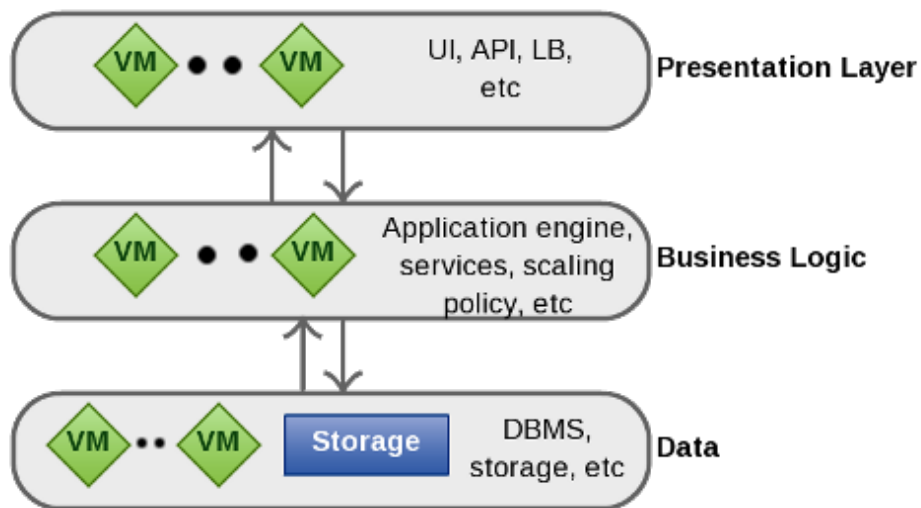 VM
VM
UI, API, LB,
etc
Presentation Layer
VM
VM
Application engine,
services, scaling
policy, etc
Business Logic
VM
VM
Storage
DBMS,
storage, etc
Data